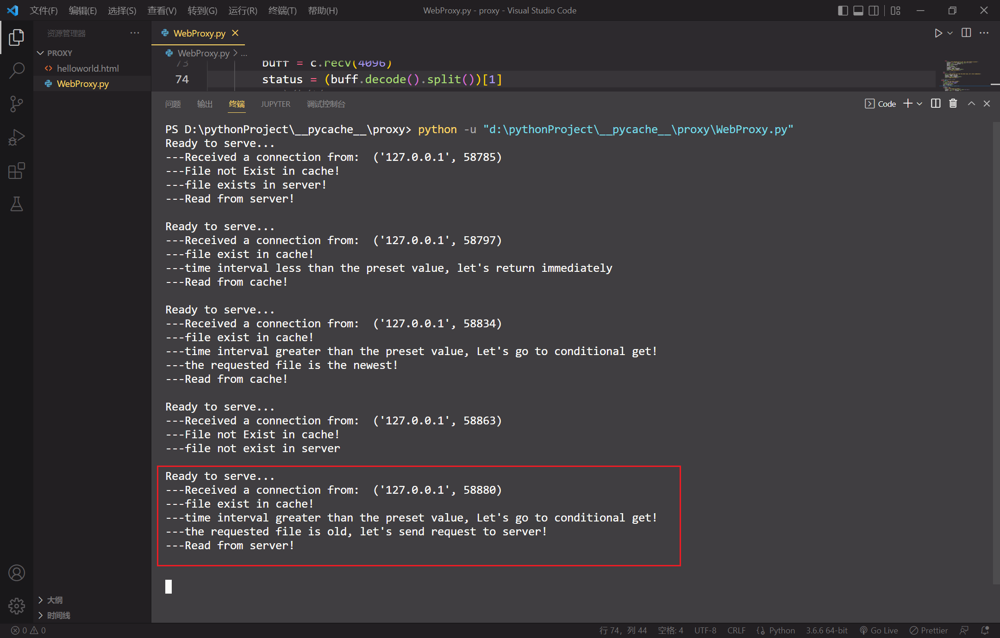 文件(F) 编辑(E) 选择(S) 查看(V) 转到(G) 运行(R) 终端(T) 帮助(H) WebProxy.py - proxy - Visual Studio Code
资源管理器
PROXY
helloworld.html
WebProxy.py
大纲
时间线
WebProxy.py
WebProxy.py > ...
73 buff = c.recv(4096)
74 status = (buff.decode().split())[1]
问题 输出 终端 JUPYTER 调试控制台 Code
PS D:\pythonProject\__pycache__\proxy> python -u "d:\pythonProject\__pycache__\proxy\WebProxy.py"
Ready to serve...
---Received a connection from:  ('127.0.0.1', 58785)
---File not Exist in cache!
---file exists in server!
---Read from server!
Ready to serve...
---Received a connection from:  ('127.0.0.1', 58797)
---file exist in cache!
---time interval less than the preset value, let's return immediately
---Read from cache!
Ready to serve...
---Received a connection from:  ('127.0.0.1', 58834)
---file exist in cache!
---time interval greater than the preset value, Let's go to conditional get!
---the requested file is the newest!
---Read from cache!
Ready to serve...
---Received a connection from:  ('127.0.0.1', 58863)
---File not Exist in cache!
---file not exist in server
Ready to serve...
---Received a connection from:  ('127.0.0.1', 58880)
---file exist in cache!
---time interval greater than the preset value, Let's go to conditional get!
---the requested file is old, let's send request to server!
---Read from server!
0 0 行 74，列 44 空格: 4 UTF-8 CRLF Python 3.6.6 64-bit Go Live Prettier